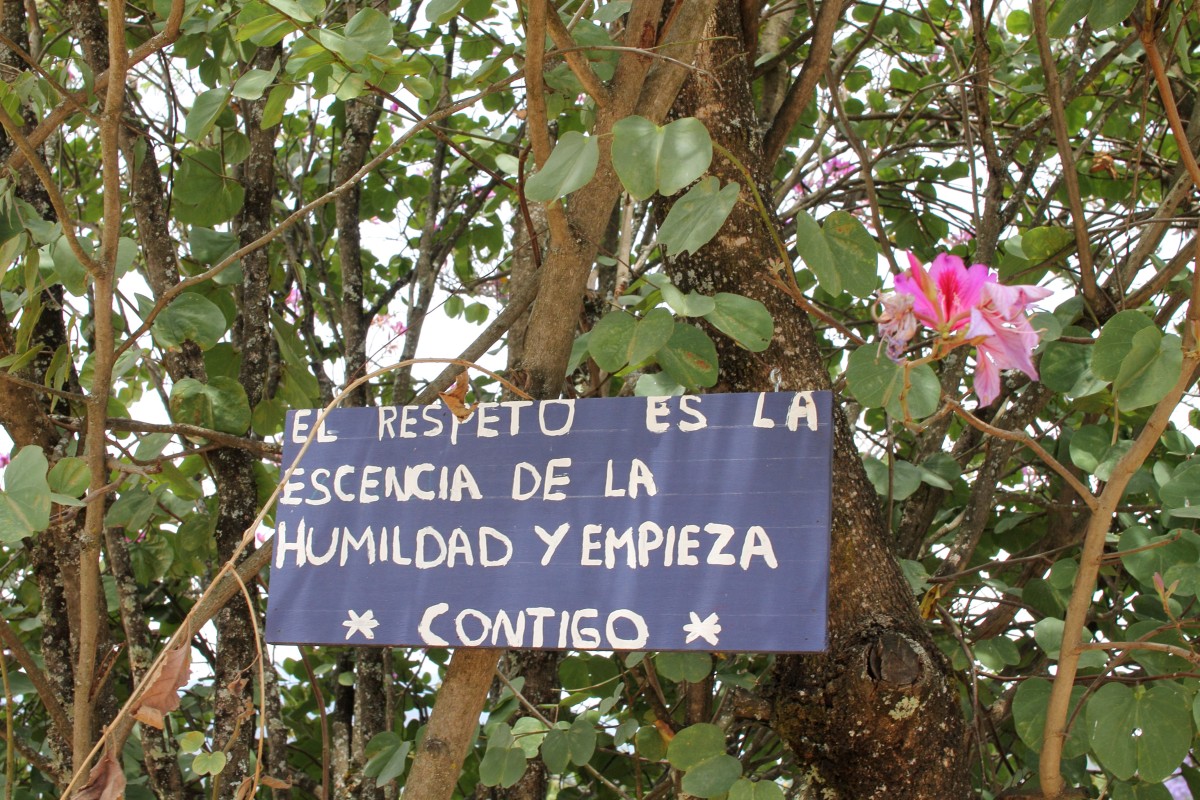 EL RESPETO ES LA
ESCENCIA DE LA
HUMILDAD Y EMPIEZA
* CONTIGO *